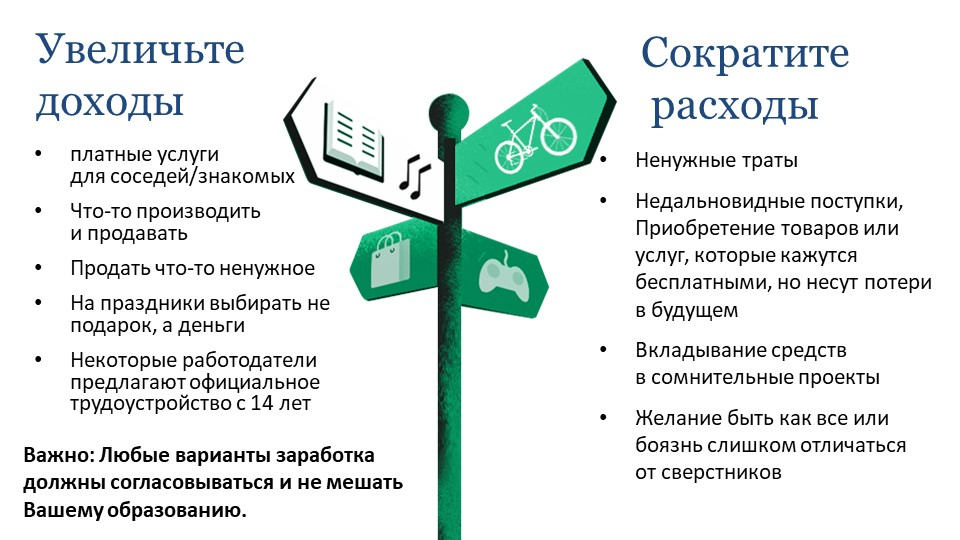 Увеличьте
доходы
• платные услуги
для соседей/знакомых
• Что-то производить
и продавать
• Продать что-то ненужное
• На праздники выбирать не
подарок, а деньги
• Некоторые работодатели
предлагают официальное
трудоустройство с 14 лет
Важно: Любые варианты заработка
должны согласовываться и не мешать
Вашему образованию.
Сократите
расходы
• Ненужные траты
• Недальновидные поступки,
Приобретение товаров или
услуг, которые кажутся
бесплатными, но несут потери
в будущем
• Вкладывание средств
в сомнительные проекты
• Желание быть как все или
боязнь слишком отличаться
от сверстников